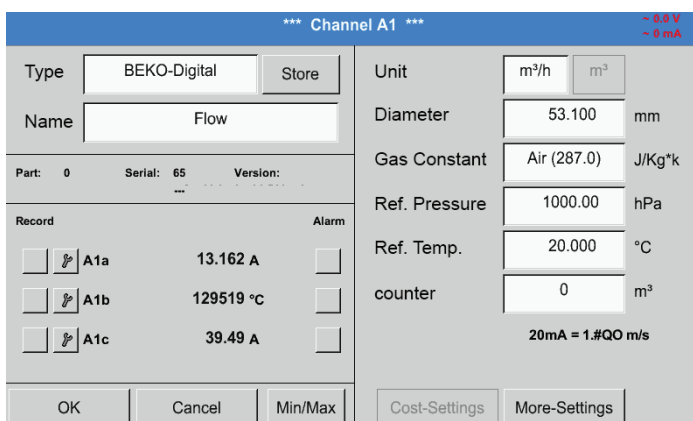 *** Channel A1 ***
~ 0.0 V
~ 0 mA
Type BEKO-Digital Store
Name Flow
Part: 0 Serial: 65 Version:
---
Record Alarm
A1a 13.162 A
A1b 129519 °C
A1c 39.49 A
OK Cancel Min/Max
Unit m³/h m³
Diameter 53.100 mm
Gas Constant Air (287.0) J/Kg*k
Ref. Pressure 1000.00 hPa
Ref. Temp. 20.000 °C
counter 0 m³
20mA = 1.#QO m/s
Cost-Settings More-Settings